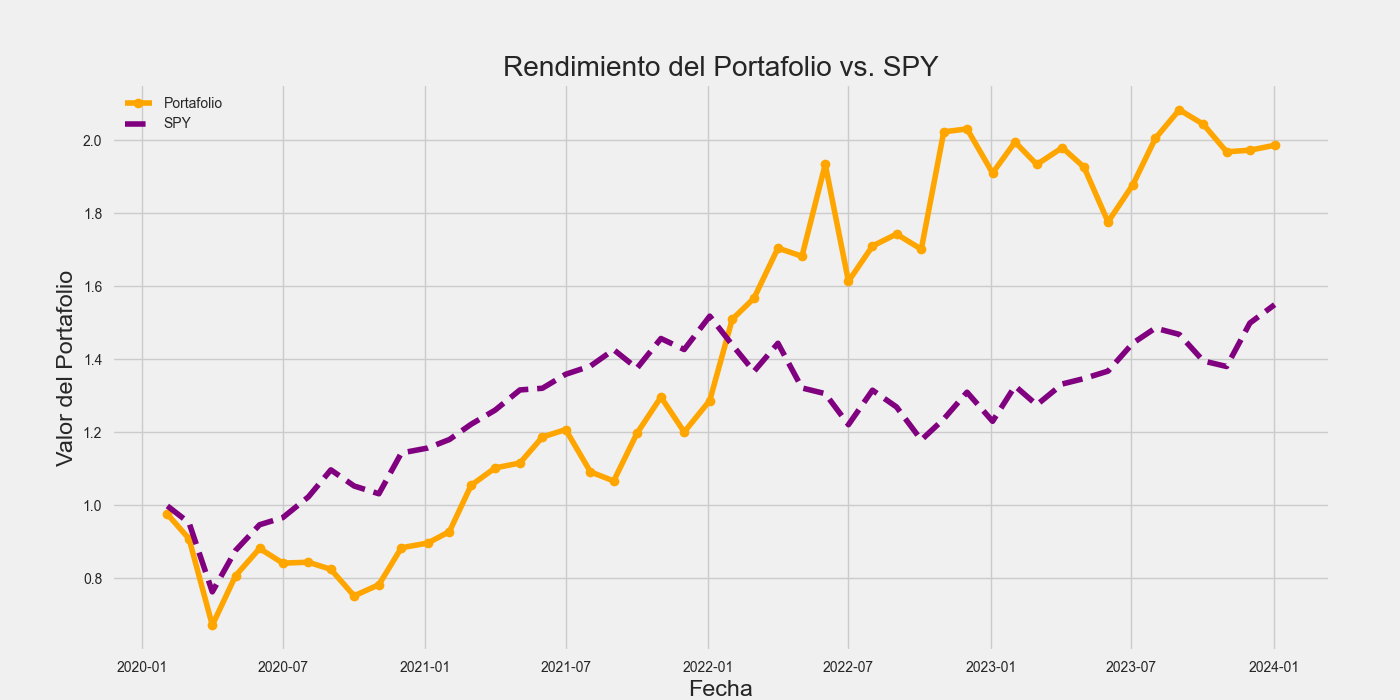 Rendimiento del Portafolio vs. SPY
Portafolio
SPY
Valor del Portafolio
2.0
1.8
1.6
1.4
1.2
1.0
0.8
2020-01 2020-07 2021-01 2021-07 2022-01 2022-07 2023-01 2023-07 2024-01
Fecha